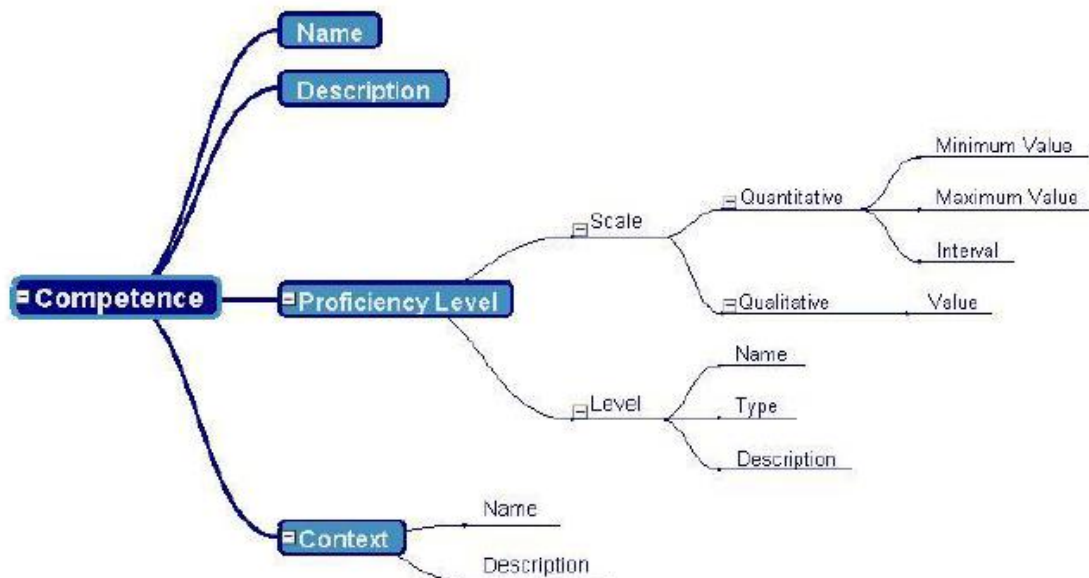 Name
Description
Minimum Value
Quantitative
Maximum Value
Scale
Interval
Competence
Proficiency Level
Qualitative
Value
Name
Level
Type
Description
Name
Context
Description